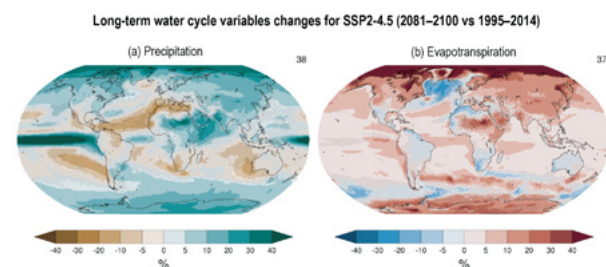 Long-term water cycle variables changes for SSP2-4.5 (2081–2100 vs 1995–2014)
(a) Precipitation
38
(b) Evapotranspiration
37
-40 -30 -20 -10 -5 0 5 10 20 30 40
%
-40 -30 -20 -10 -5 0 5 10 20 30 40
%